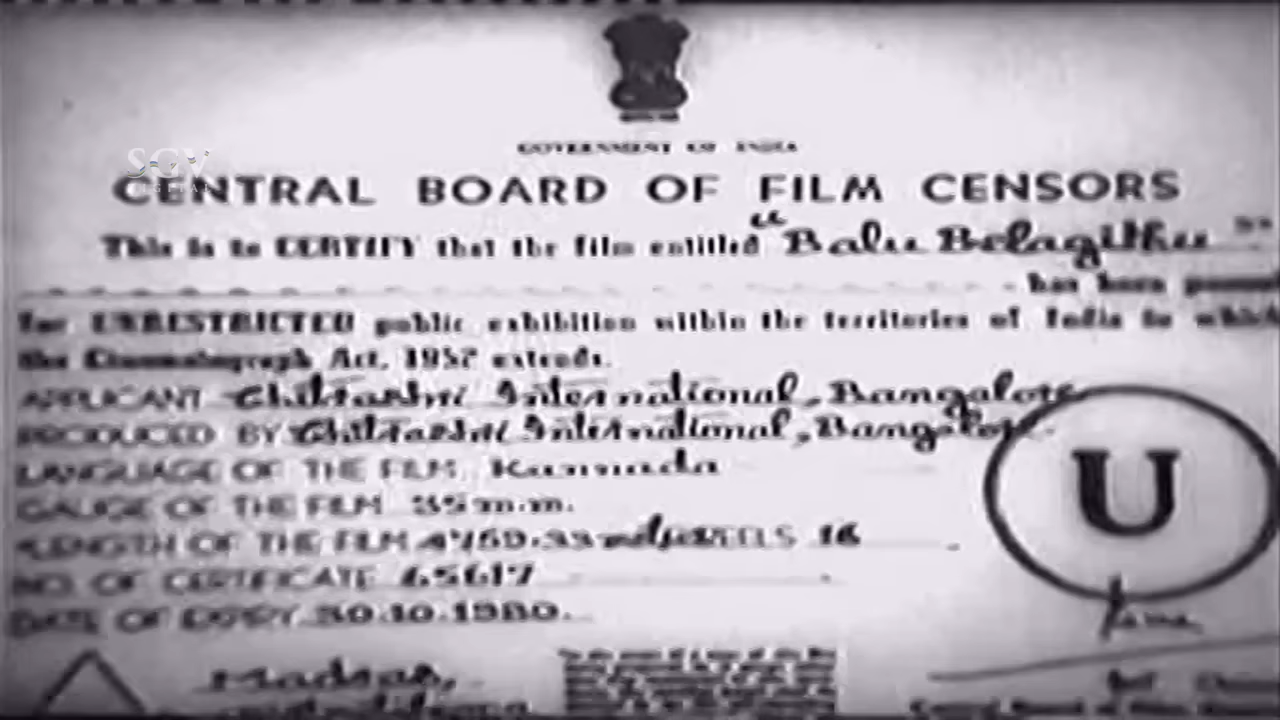 GOVERNMENT OF INDIA
SGV
DIGITAL
CENTRAL BOARD OF FILM CENSORS
This is to CERTIFY that the film entitled "Balu Belagithu"
has been passed
for UNRESTRICTED public exhibition within the territories of India to which
the Cinematograph Act, 1952 extends.
APPLICANT Chitrashri International, Bangalore
PRODUCED BY Chitrashri International, Bangalore.
LANGUAGE OF THE FILM Kannada
GAUGE OF THE FILM 35 m.m.
U
LENGTH OF THE FILM REELS 16
NO. OF CERTIFICATE 65617
DATE OF EXPIRY 30.10.1980.
Madras,